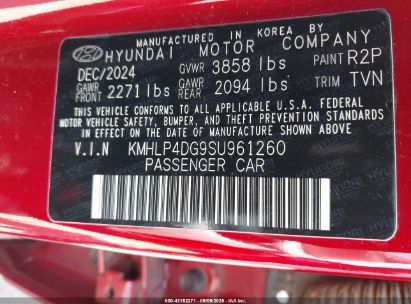 MANUFACTURED IN KOREA BY
HYUNDAI MOTOR COMPANY
DEC/2024 GVWR 3858 lbs PAINT R2P
GAWR FRONT 2271 lbs GAWR REAR 2094 lbs TRIM TVN
THIS VEHICLE CONFORMS TO ALL APPLICABLE U.S.A. FEDERAL
MOTOR VEHICLE SAFETY, BUMPER, AND THEFT PREVENTION STANDARDS
IN EFFECT ON THE DATE OF MANUFACTURE SHOWN ABOVE.
V.I.N KMHLP4DG9SU961260
PASSENGER CAR